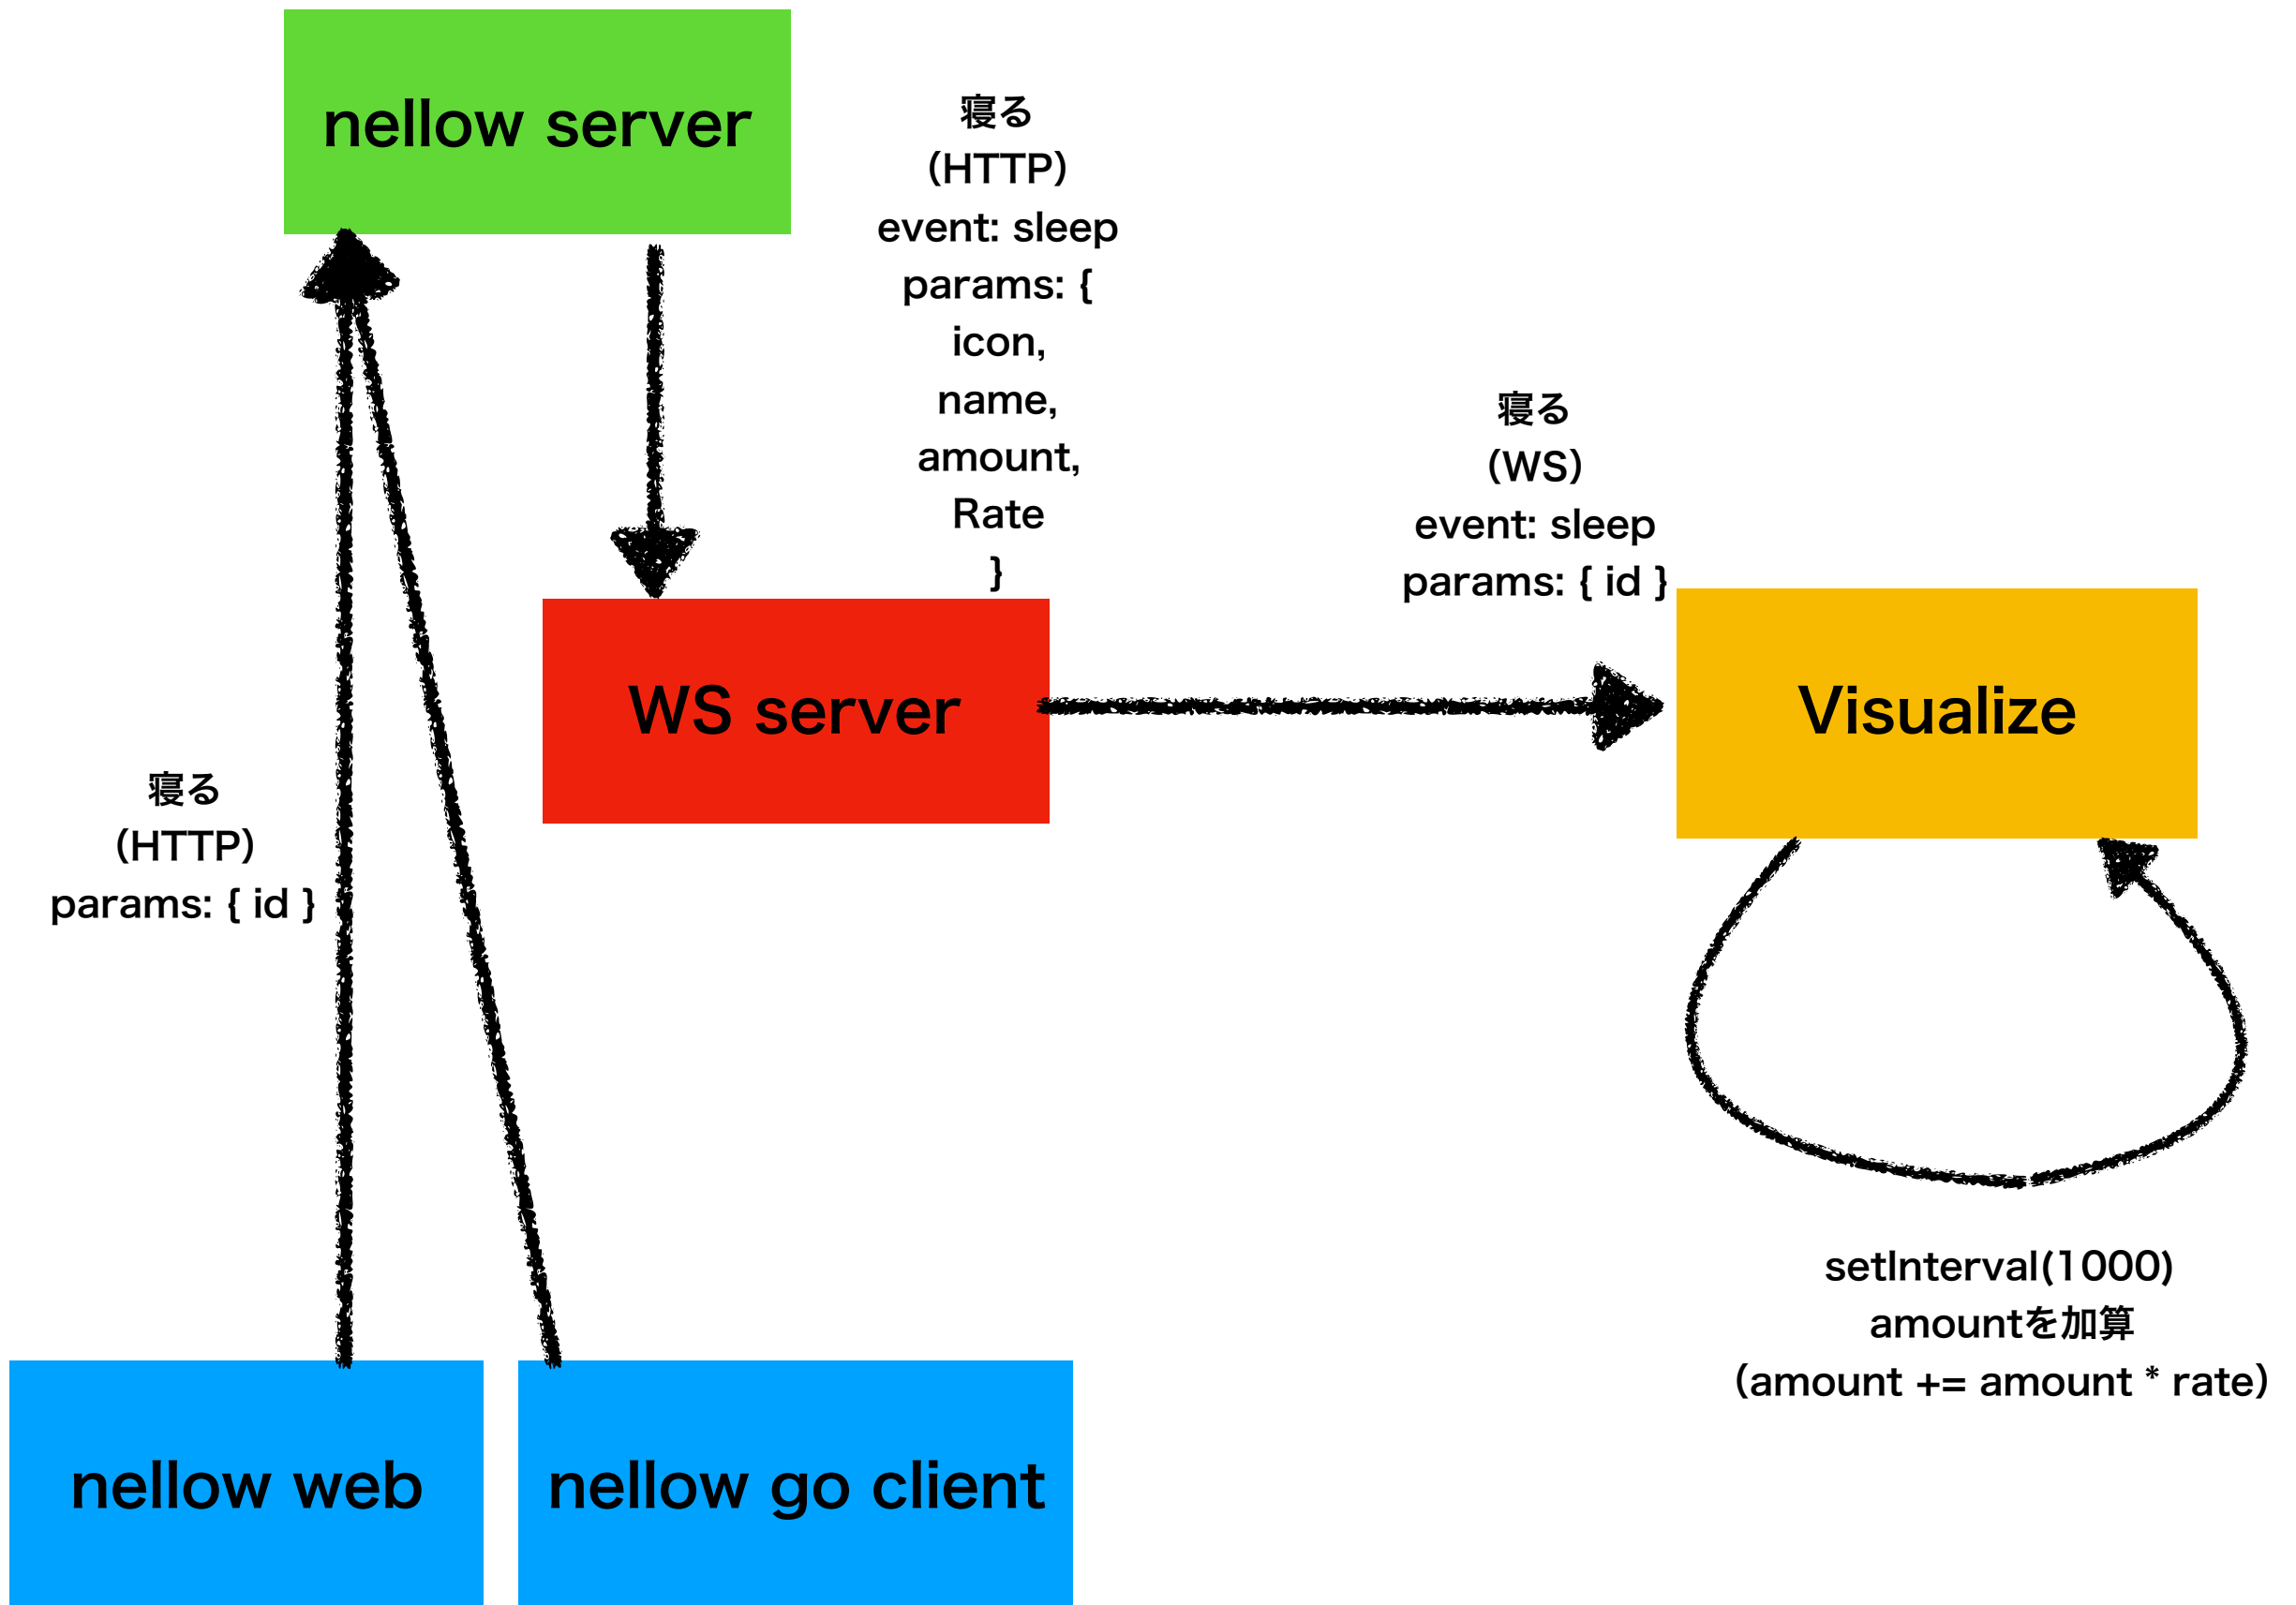 nellow server
寝る
(HTTP)
event: sleep
params: {
icon,
name,
amount,
Rate
}
寝る
(WS)
event: sleep
params: { id }
WS server
Visualize
寝る
(HTTP)
params: { id }
setInterval(1000)
amountを加算
(amount += amount * rate)
nellow web
nellow go client